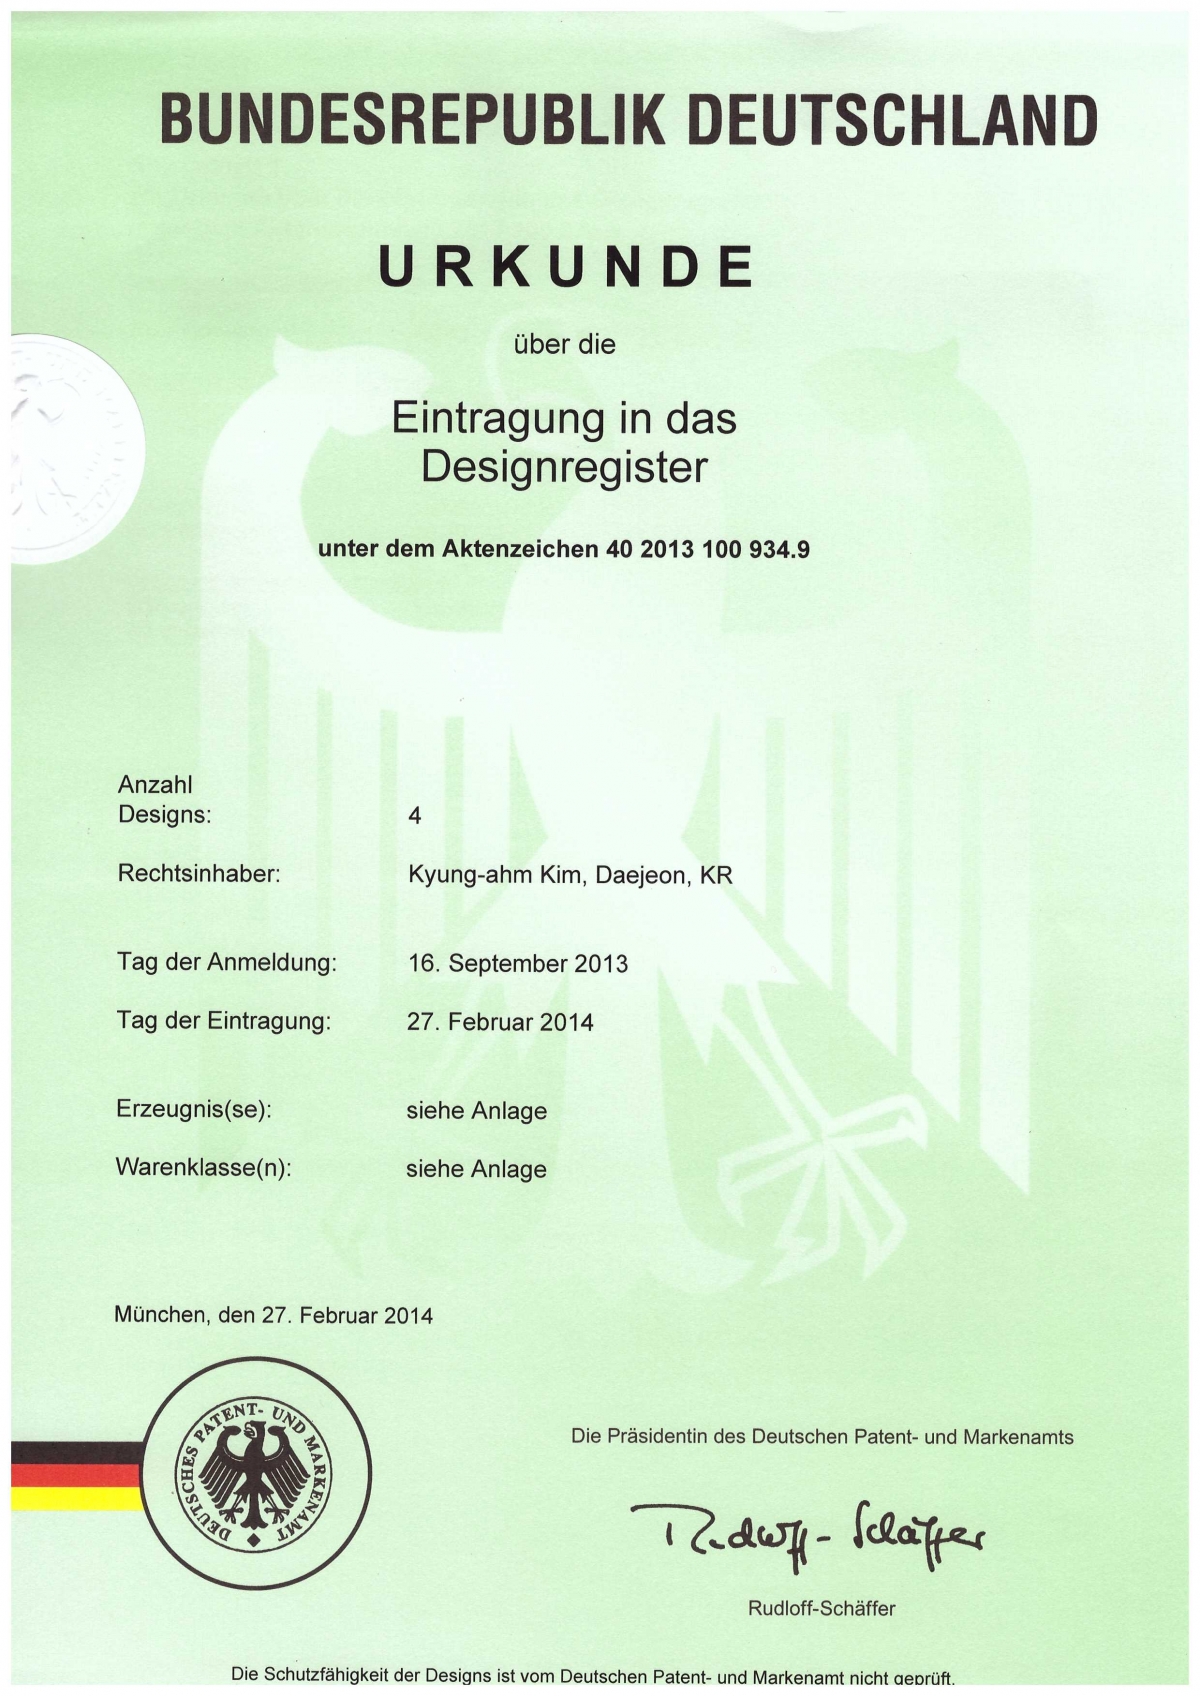 BUNDESREPUBLIK DEUTSCHLAND
URKUNDE
über die
Eintragung in das
Designregister
unter dem Aktenzeichen 40 2013 100 934.9
Anzahl
Designs: 4
Rechtsinhaber: Kyung-ahm Kim, Daejeon, KR
Tag der Anmeldung: 16. September 2013
Tag der Eintragung: 27. Februar 2014
Erzeugnis(se): siehe Anlage
Warenklasse(n): siehe Anlage
München, den 27. Februar 2014
DEUTSCHES PATENT- UND MARKENAMT
Die Präsidentin des Deutschen Patent- und Markenamts
Rudloff-Schäffer
Rudloff-Schäffer
Die Schutzfähigkeit der Designs ist vom Deutschen Patent- und Markenamt nicht geprüft.